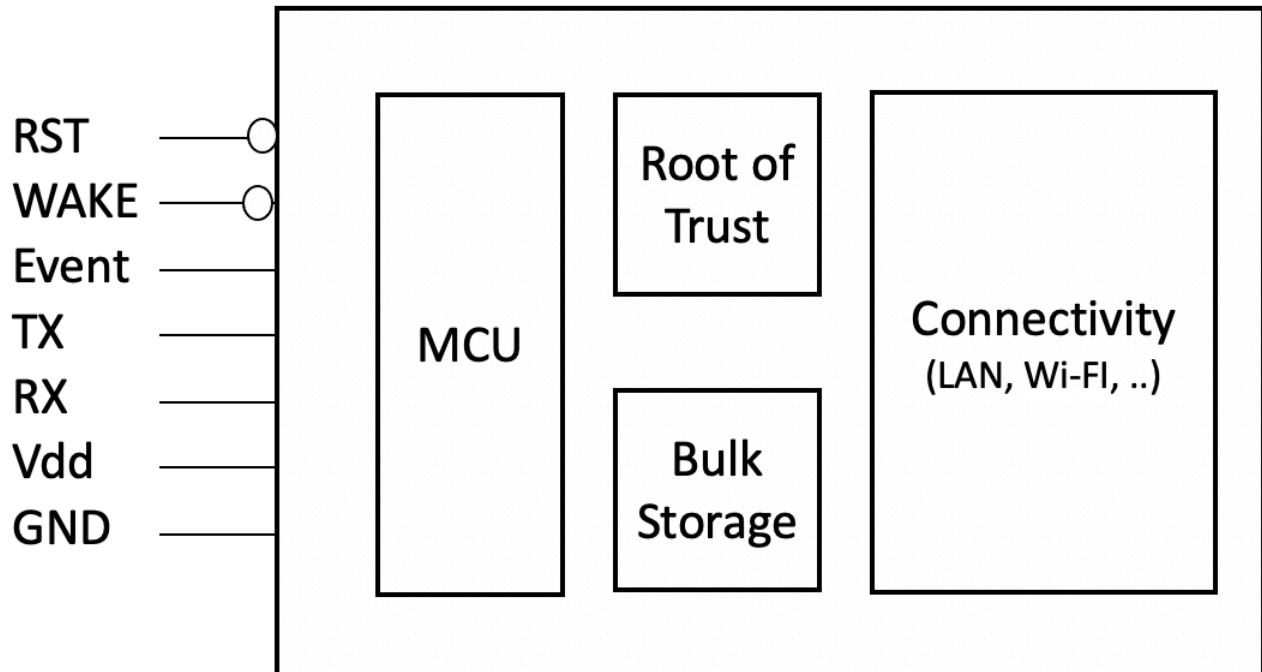 RST
WAKE
Event
TX
RX
Vdd
GND
MCU
Root of
Trust
Bulk
Storage
Connectivity
(LAN, Wi-FI, ..)